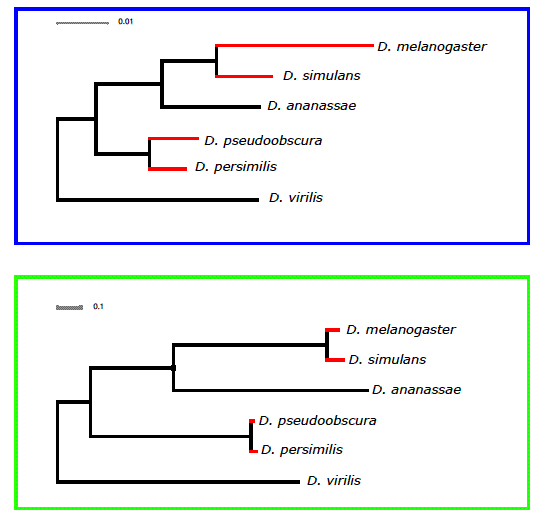 0.01
D. melanogaster
D. simulans
D. ananassae
D. pseudoobscura
D. persimilis
D. virilis
0.1
D. melanogaster
D. simulans
D. ananassae
D. pseudoobscura
D. persimilis
D. virilis